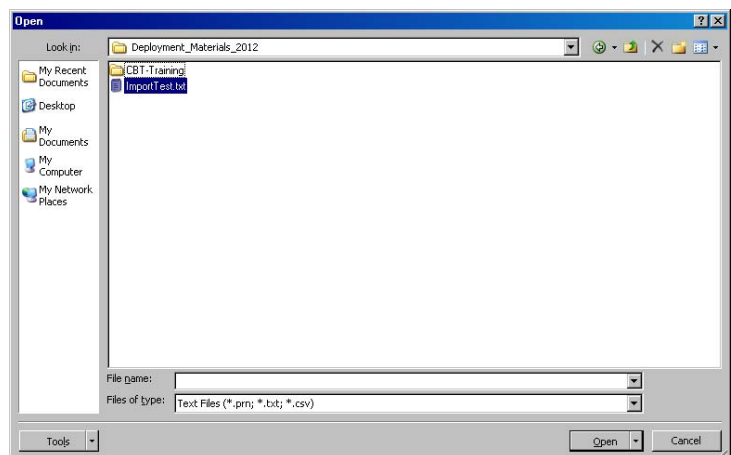 Open
Look in:
Deployment_Materials_2012
My Recent
Documents
Desktop
My
Documents
My
Computer
My Network
Places
CBT-Training
ImportTest.txt
File name:
Files of type:
Text Files (*.prn; *.txt; *.csv)
Tools
Open
Cancel